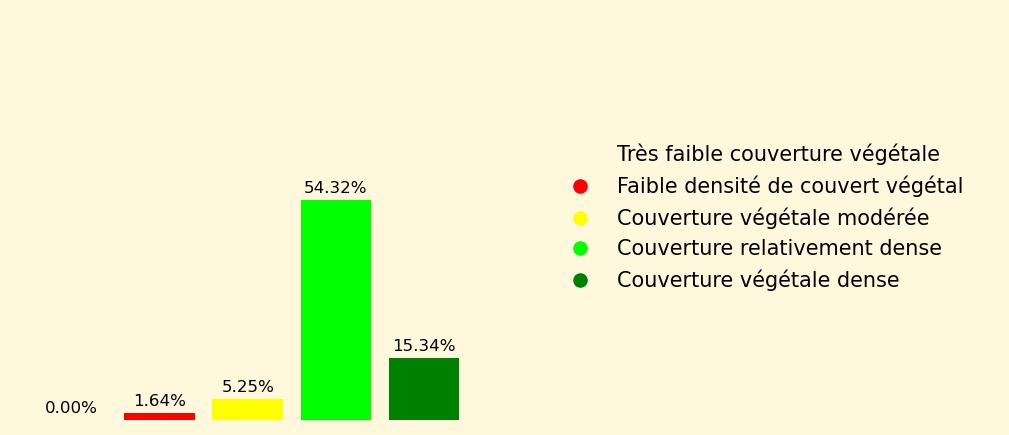 54.32%
15.34%
5.25%
1.64%
0.00%
Très faible couverture végétale
Faible densité de couvert végétal
Couverture végétale modérée
Couverture relativement dense
Couverture végétale dense